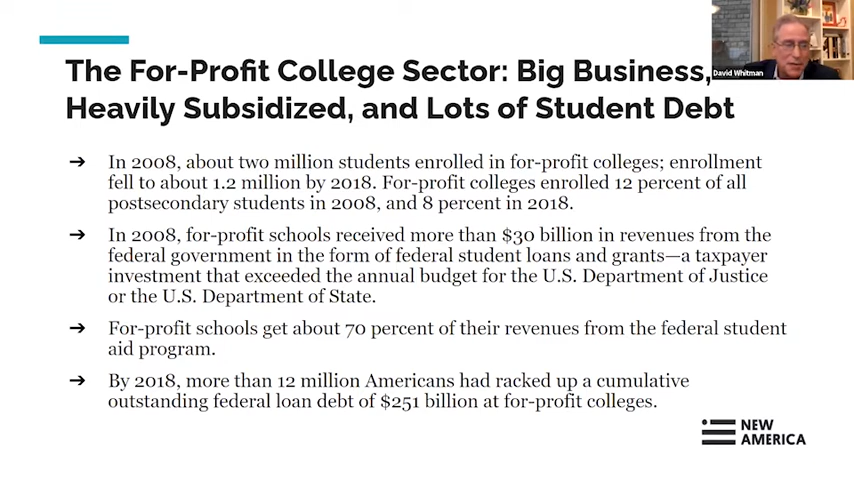 David Whitman
The For-Profit College Sector: Big Business,
Heavily Subsidized, and Lots of Student Debt
➔ In 2008, about two million students enrolled in for-profit colleges; enrollment
fell to about 1.2 million by 2018. For-profit colleges enrolled 12 percent of all
postsecondary students in 2008, and 8 percent in 2018.
➔ In 2008, for-profit schools received more than $30 billion in revenues from the
federal government in the form of federal student loans and grants—a taxpayer
investment that exceeded the annual budget for the U.S. Department of Justice
or the U.S. Department of State.
➔ For-profit schools get about 70 percent of their revenues from the federal student
aid program.
➔ By 2018, more than 12 million Americans had racked up a cumulative
outstanding federal loan debt of $251 billion at for-profit colleges.
NEW
AMERICA